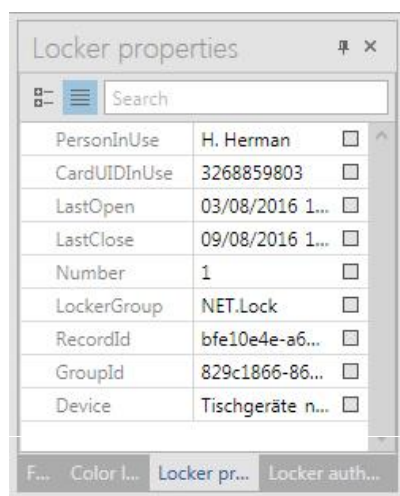 Locker properties
Search
PersonInUse H. Herman
CardUIDInUse 3268859803
LastOpen 03/08/2016 1...
LastClose 09/08/2016 1...
Number 1
LockerGroup NET.Lock
RecordId bfe10e4e-a6...
GroupId 829c1866-86...
Device Tischgeräte n...
F... Color l... Locker pr... Locker auth...